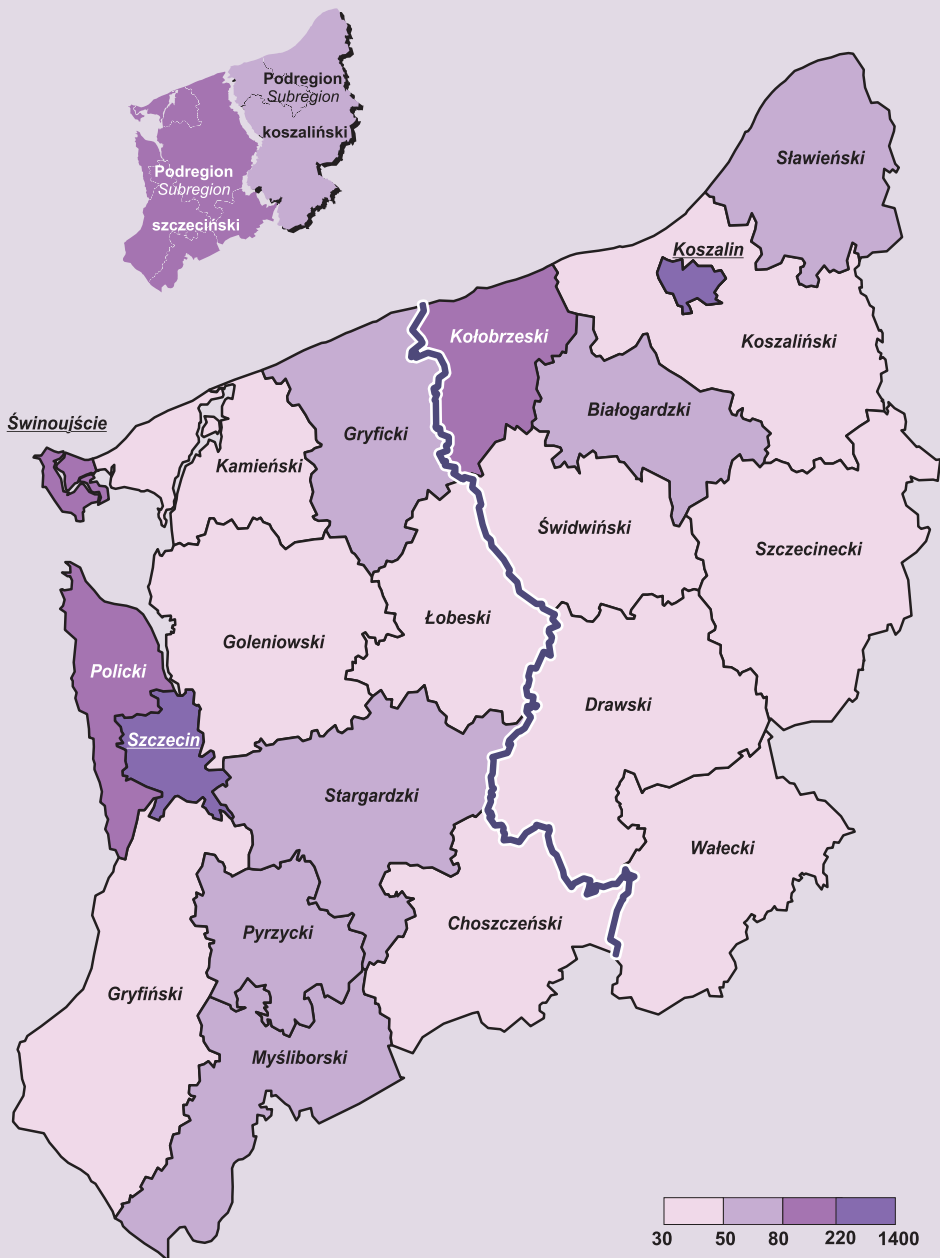 Podregion
Subregion
koszaliński
Podregion
Subregion
szczeciński
Sławieński
Koszalin
Koszaliński
Kołobrzeski
Białogardzki
Świnoujście
Gryficki
Kamieński
Świdwiński
Szczecinecki
Łobeski
Goleniowski
Policki
Drawski
Szczecin
Stargardzki
Wałecki
Choszczeński
Pyrzycki
Gryfiński
Myśliborski
30 50 80 220 1400